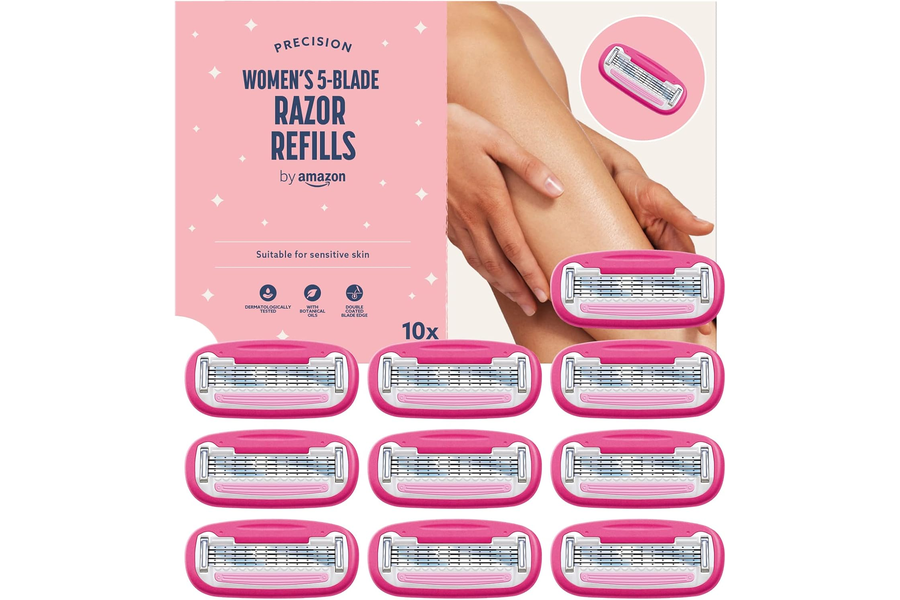 PRECISION
WOMEN'S 5-BLADE
RAZOR
REFILLS
by amazon
Suitable for sensitive skin
DERMATOLOGICALLY
TESTED
WITH
BOTANICAL
OILS
DOUBLE
COATED
BLADE EDGE
10x